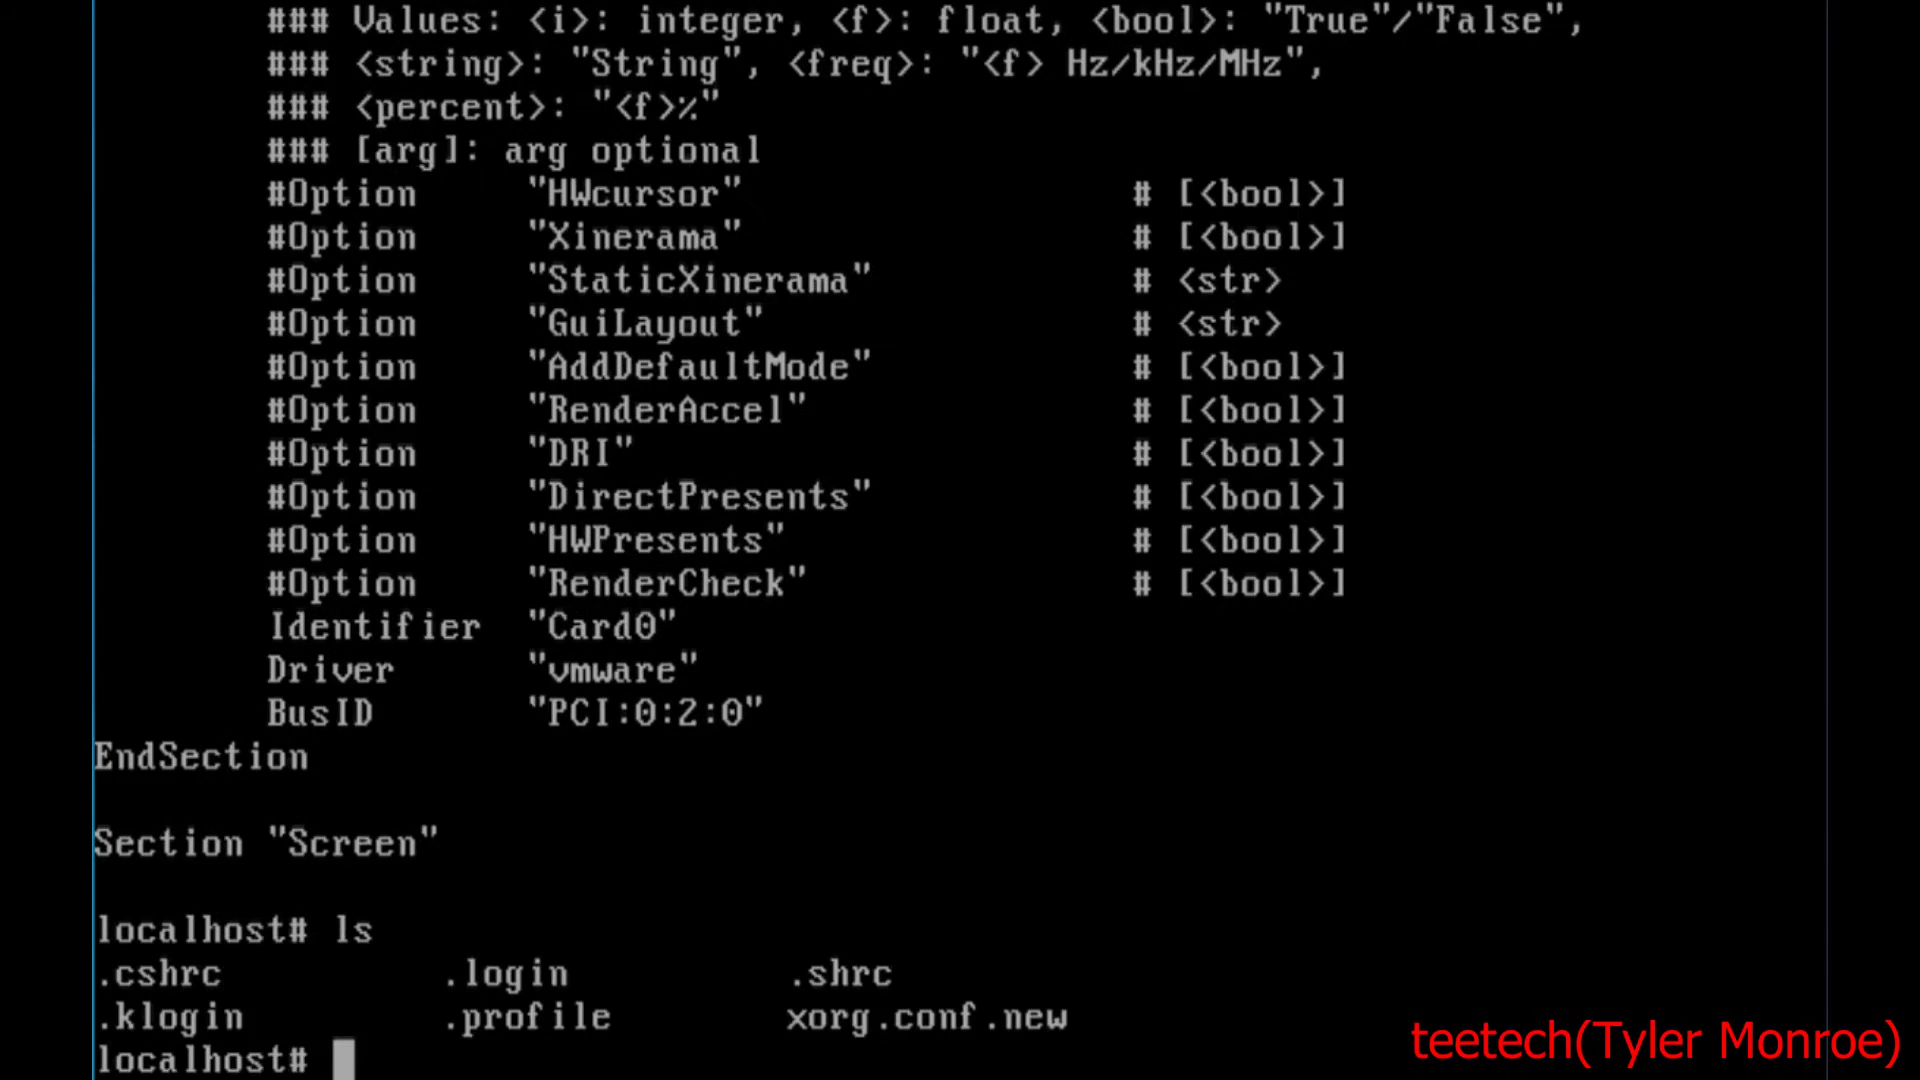 ### Values: <i>: integer, <f>: float, <bool>: "True"/"False",
### <string>: "String", <freq>: "<f> Hz/kHz/MHz",
### <percent>: "<f>%"
### [arg]: arg optional
#Option "HWcursor" # [<bool>]
#Option "Xinerama" # [<bool>]
#Option "StaticXinerama" # <str>
#Option "GuiLayout" # <str>
#Option "AddDefaultMode" # [<bool>]
#Option "RenderAccel" # [<bool>]
#Option "DRI" # [<bool>]
#Option "DirectPresents" # [<bool>]
#Option "HWPresents" # [<bool>]
#Option "RenderCheck" # [<bool>]
Identifier "Card0"
Driver "vmware"
BusID "PCI:0:2:0"
EndSection
Section "Screen"
localhost# ls
.cshrc .login .shrc
.klogin .profile xorg.conf.new
localhost#
teetech(Tyler Monroe)